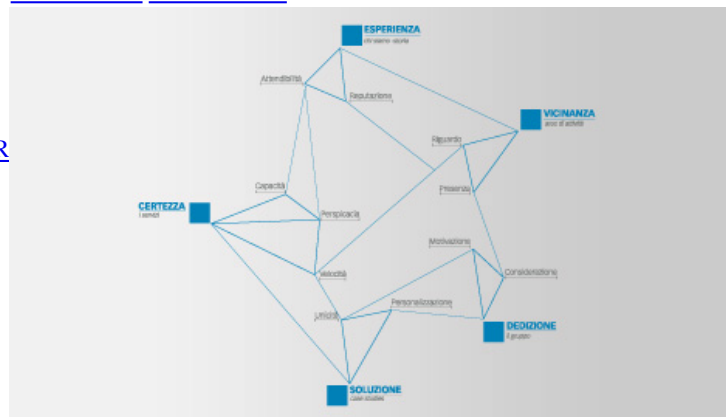 ESPERIENZA
chi siamo - storia
Attendibilità
Reputazione
VICINANZA
aree di attività
Riguardo
R
Capacità
Presenza
CERTEZZA
i servizi
Perspicacia
Motivazione
Velocità
Considerazione
Personalizzazione
Unicità
DEDIZIONE
il gruppo
SOLUZIONE
case studies